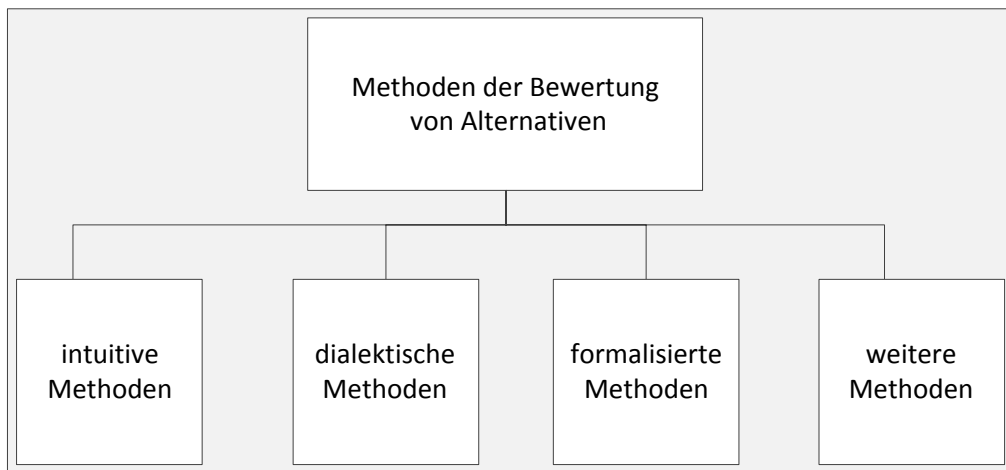 Methoden der Bewertung
von Alternativen
intuitive
Methoden
dialektische
Methoden
formalisierte
Methoden
weitere
Methoden